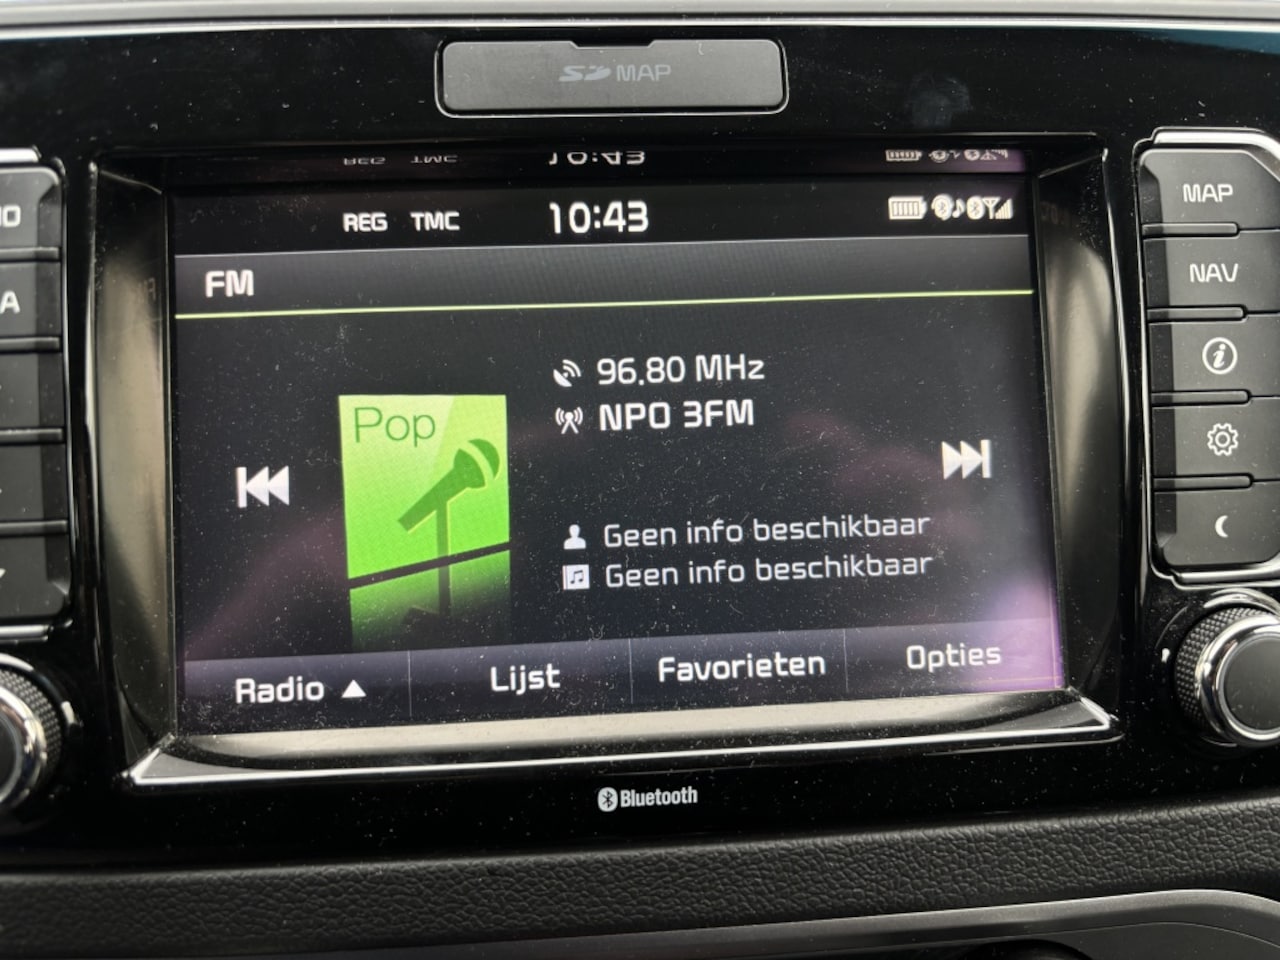 SD MAP
REG TMC 10:43
FM
96.80 MHz
NPO 3FM
Pop
Geen info beschikbaar
Geen info beschikbaar
Radio ▲ Lijst Favorieten Opties
Bluetooth
MAP
NAV